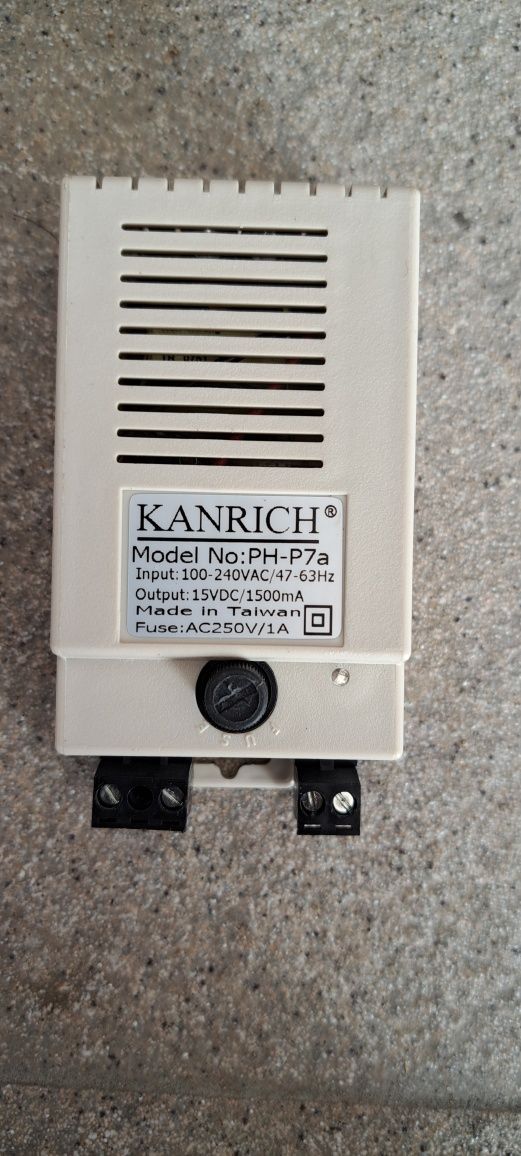 KANRICH®
Model No:PH-P7a
Input:100-240VAC/47-63Hz
Output:15VDC/1500mA
Made in Taiwan
Fuse:AC250V/1A
FUSE